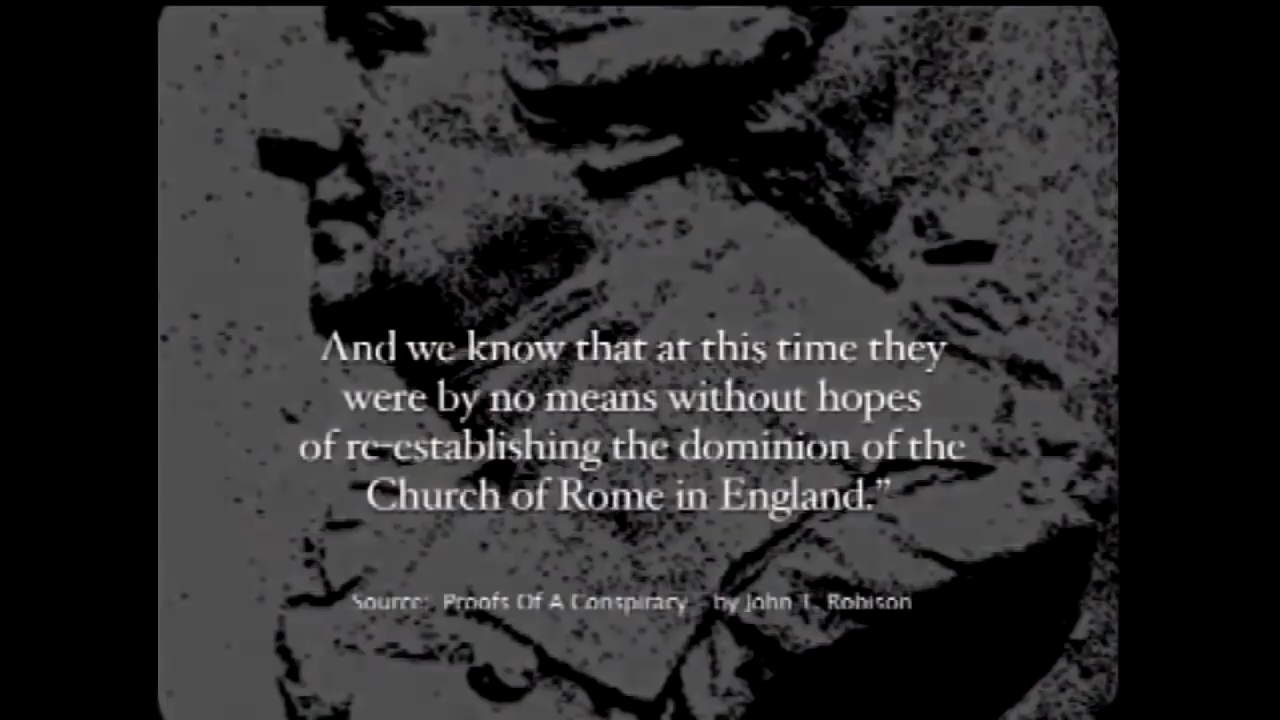 And we know that at this time they
were by no means without hopes
of re-establishing the dominion of the
Church of Rome in England.”
Source: Proofs Of A Conspiracy by John T. Robison